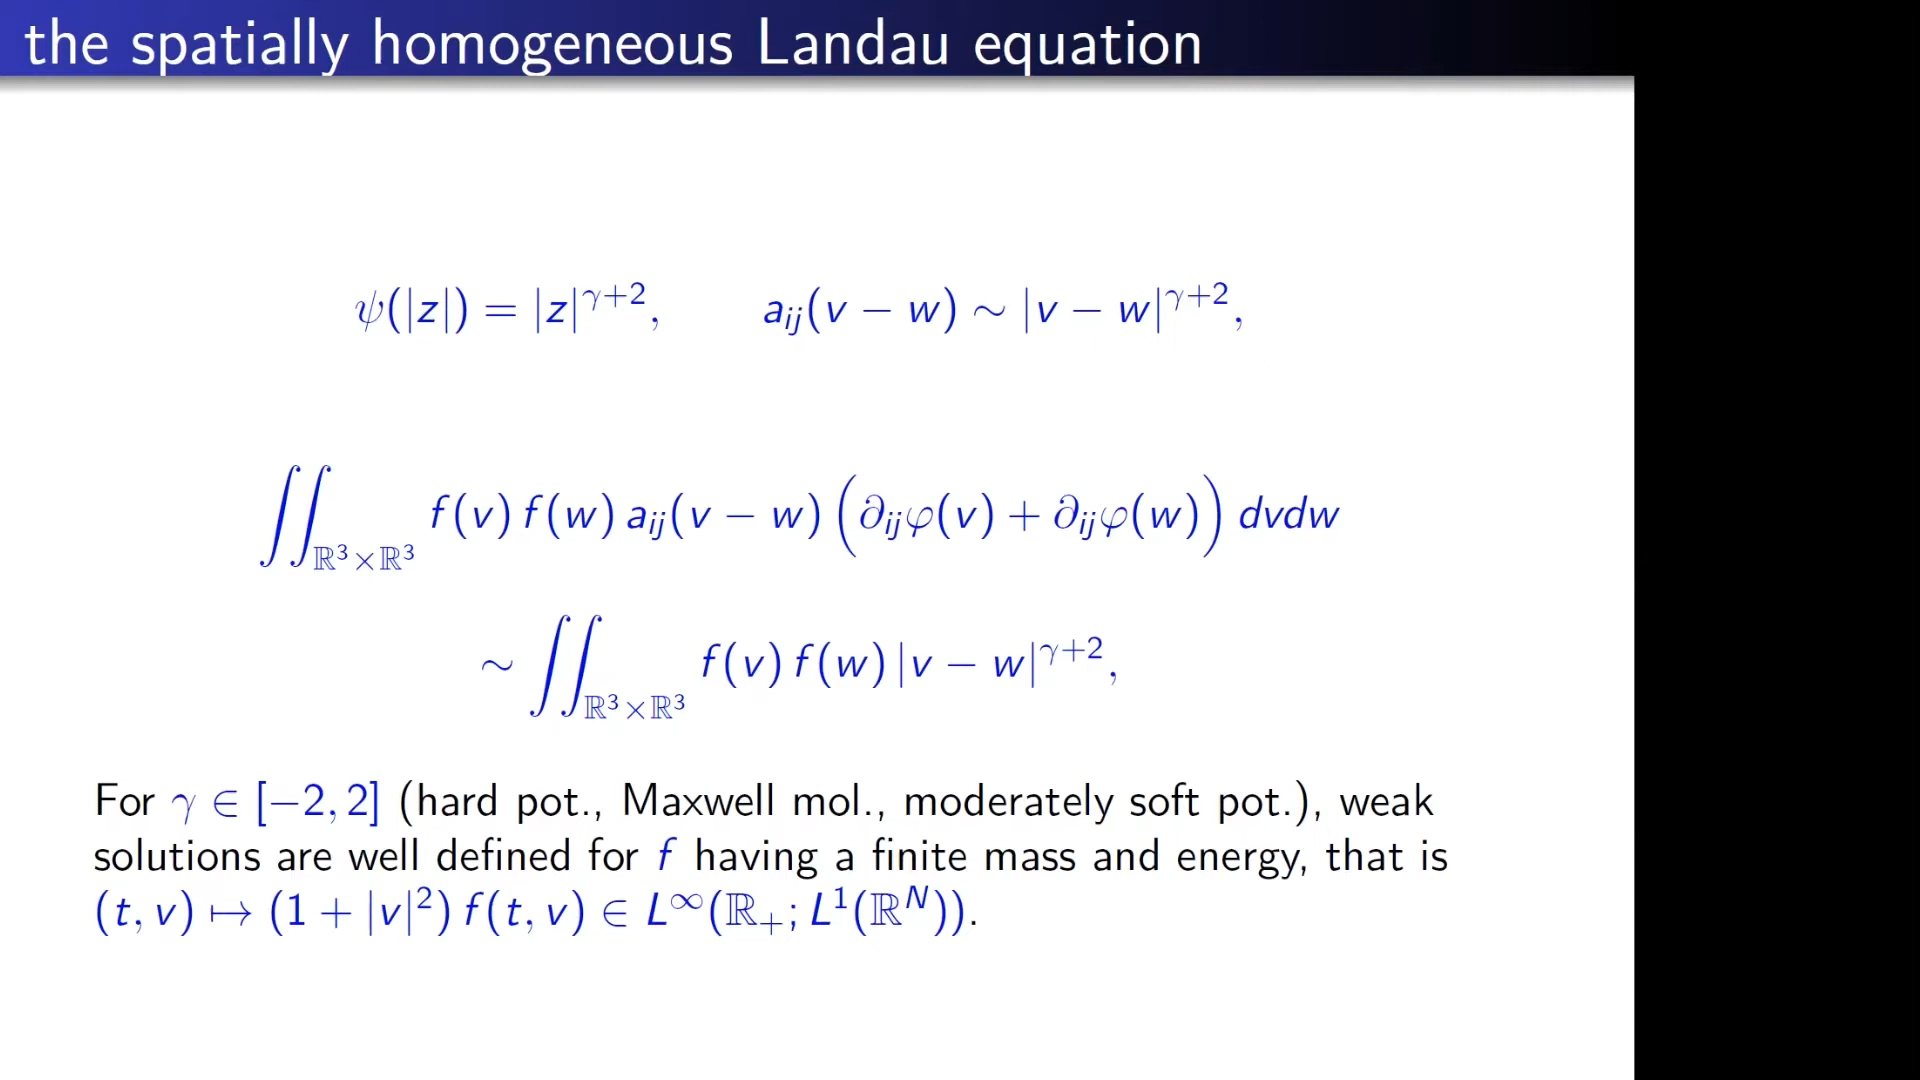 the spatially homogeneous Landau equation
ψ(|z|) = |z|^{γ+2},    a_{ij}(v − w) ∼ |v − w|^{γ+2},
∬_{ℝ³×ℝ³} f(v) f(w) a_{ij}(v − w) (∂_{ij}φ(v) + ∂_{ij}φ(w)) dvdw
∼ ∬_{ℝ³×ℝ³} f(v) f(w) |v − w|^{γ+2},
For γ ∈ [−2, 2] (hard pot., Maxwell mol., moderately soft pot.), weak
solutions are well defined for f having a finite mass and energy, that is
(t, v) ↦ (1 + |v|²) f(t, v) ∈ L^∞(ℝ₊; L¹(ℝ^N)).